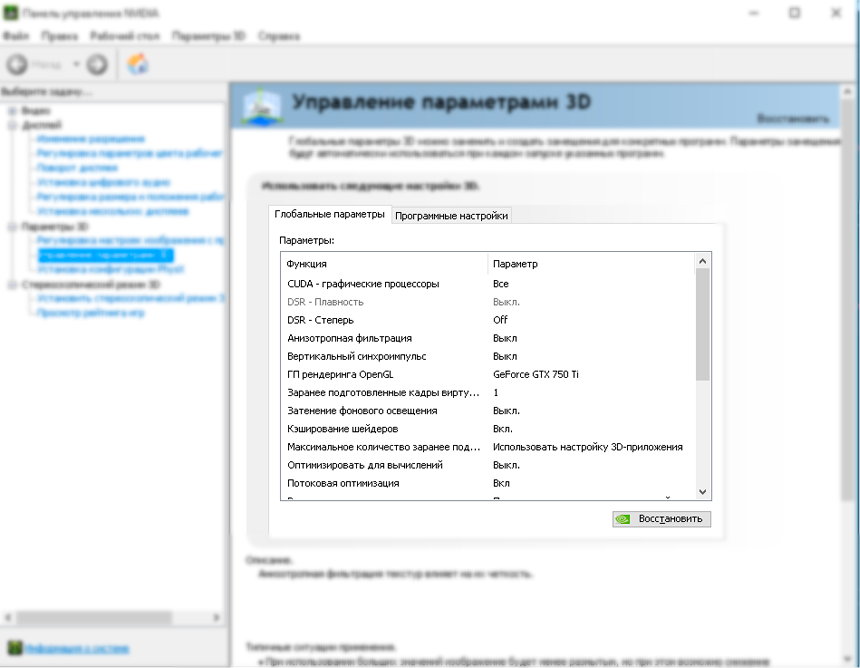 Панель управления NVIDIA
Файл Правка Рабочий стол Параметры 3D Справка
Назад
Выберите задачу...
Видео
Дисплей
Изменение разрешения
Регулировка параметров цвета рабочег
Поворот дисплея
Установка цифрового аудио
Регулировка размера и положения рабо
Установка нескольких дисплеев
Параметры 3D
Регулировка настроек изображения с п
Управление параметрами 3D
Установка конфигурации PhysX
Стереоскопический режим 3D
Установить стереоскопический режим 3
Просмотр рейтинга игр
Информация о системе
Управление параметрами 3D
Восстановить
Глобальные параметры 3D можно заменить и создать замещения для конкретных программ. Параметры замещения
будут автоматически использоваться при каждом запуске указанных программ.
Использовать следующие настройки 3D.
Глобальные параметры Программные настройки
Параметры:
Функция Параметр
CUDA - графические процессоры Все
DSR - Плавность Выкл.
DSR - Степерь Off
Анизотропная фильтрация Выкл
Вертикальный синхроимпульс Выкл
ГП рендеринга OpenGL GeForce GTX 750 Ti
Заранее подготовленные кадры вирту... 1
Затенение фонового освещения Выкл.
Кэширование шейдеров Вкл.
Максимальное количество заранее под... Использовать настройку 3D-приложения
Оптимизировать для вычислений Выкл.
Потоковая оптимизация Вкл
Восстановить
Описание.
Анизотропная фильтрация текстур влияет на их четкость.
Типичные ситуации применения.
• При использовании больших значений изображение будет менее размытым, но при этом возможно снижение